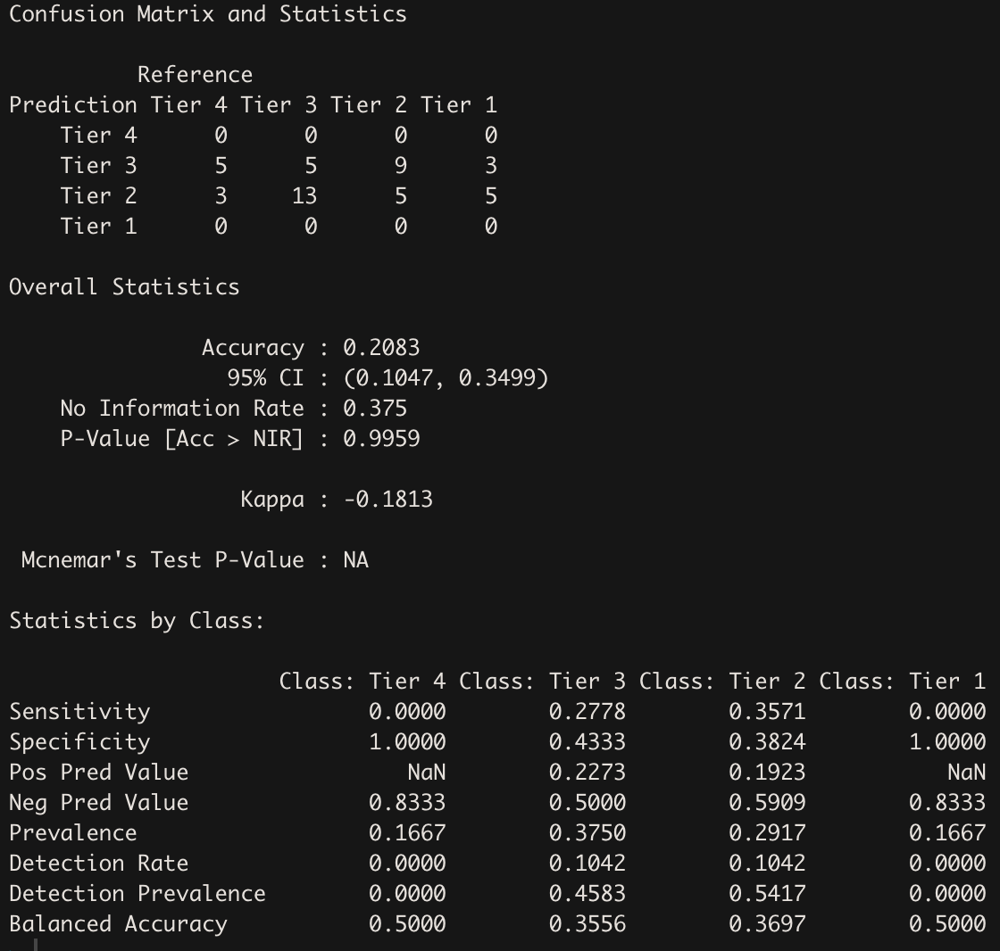 Confusion Matrix and Statistics
Reference
Prediction Tier 4 Tier 3 Tier 2 Tier 1
Tier 4 0 0 0 0
Tier 3 5 5 9 3
Tier 2 3 13 5 5
Tier 1 0 0 0 0
Overall Statistics
Accuracy : 0.2083
95% CI : (0.1047, 0.3499)
No Information Rate : 0.375
P-Value [Acc > NIR] : 0.9959
Kappa : -0.1813
Mcnemar's Test P-Value : NA
Statistics by Class:
Class: Tier 4 Class: Tier 3 Class: Tier 2 Class: Tier 1
Sensitivity 0.0000 0.2778 0.3571 0.0000
Specificity 1.0000 0.4333 0.3824 1.0000
Pos Pred Value NaN 0.2273 0.1923 NaN
Neg Pred Value 0.8333 0.5000 0.5909 0.8333
Prevalence 0.1667 0.3750 0.2917 0.1667
Detection Rate 0.0000 0.1042 0.1042 0.0000
Detection Prevalence 0.0000 0.4583 0.5417 0.0000
Balanced Accuracy 0.5000 0.3556 0.3697 0.5000